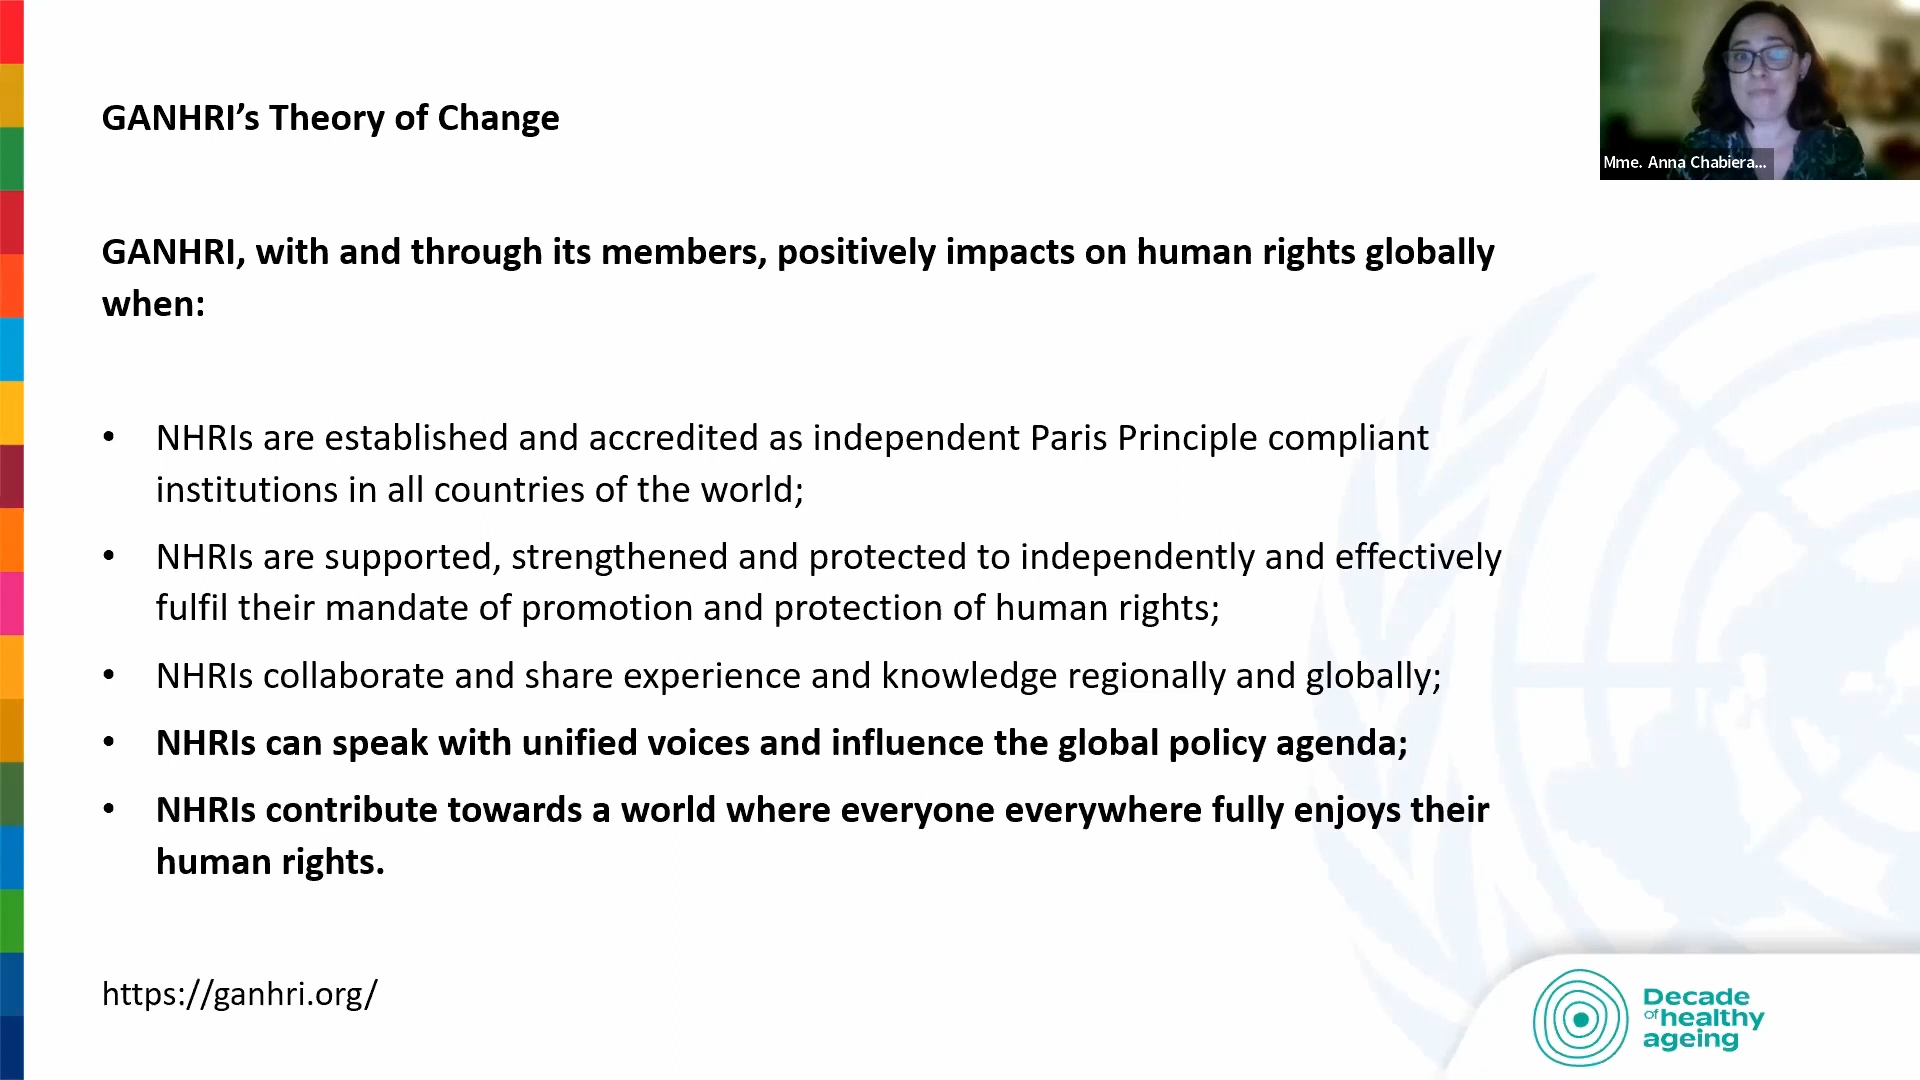 GANHRI’s Theory of Change
Mme. Anna Chabiera...
GANHRI, with and through its members, positively impacts on human rights globally
when:
• NHRIs are established and accredited as independent Paris Principle compliant
institutions in all countries of the world;
• NHRIs are supported, strengthened and protected to independently and effectively
fulfil their mandate of promotion and protection of human rights;
• NHRIs collaborate and share experience and knowledge regionally and globally;
• NHRIs can speak with unified voices and influence the global policy agenda;
• NHRIs contribute towards a world where everyone everywhere fully enjoys their
human rights.
https://ganhri.org/
Decade
of healthy
ageing